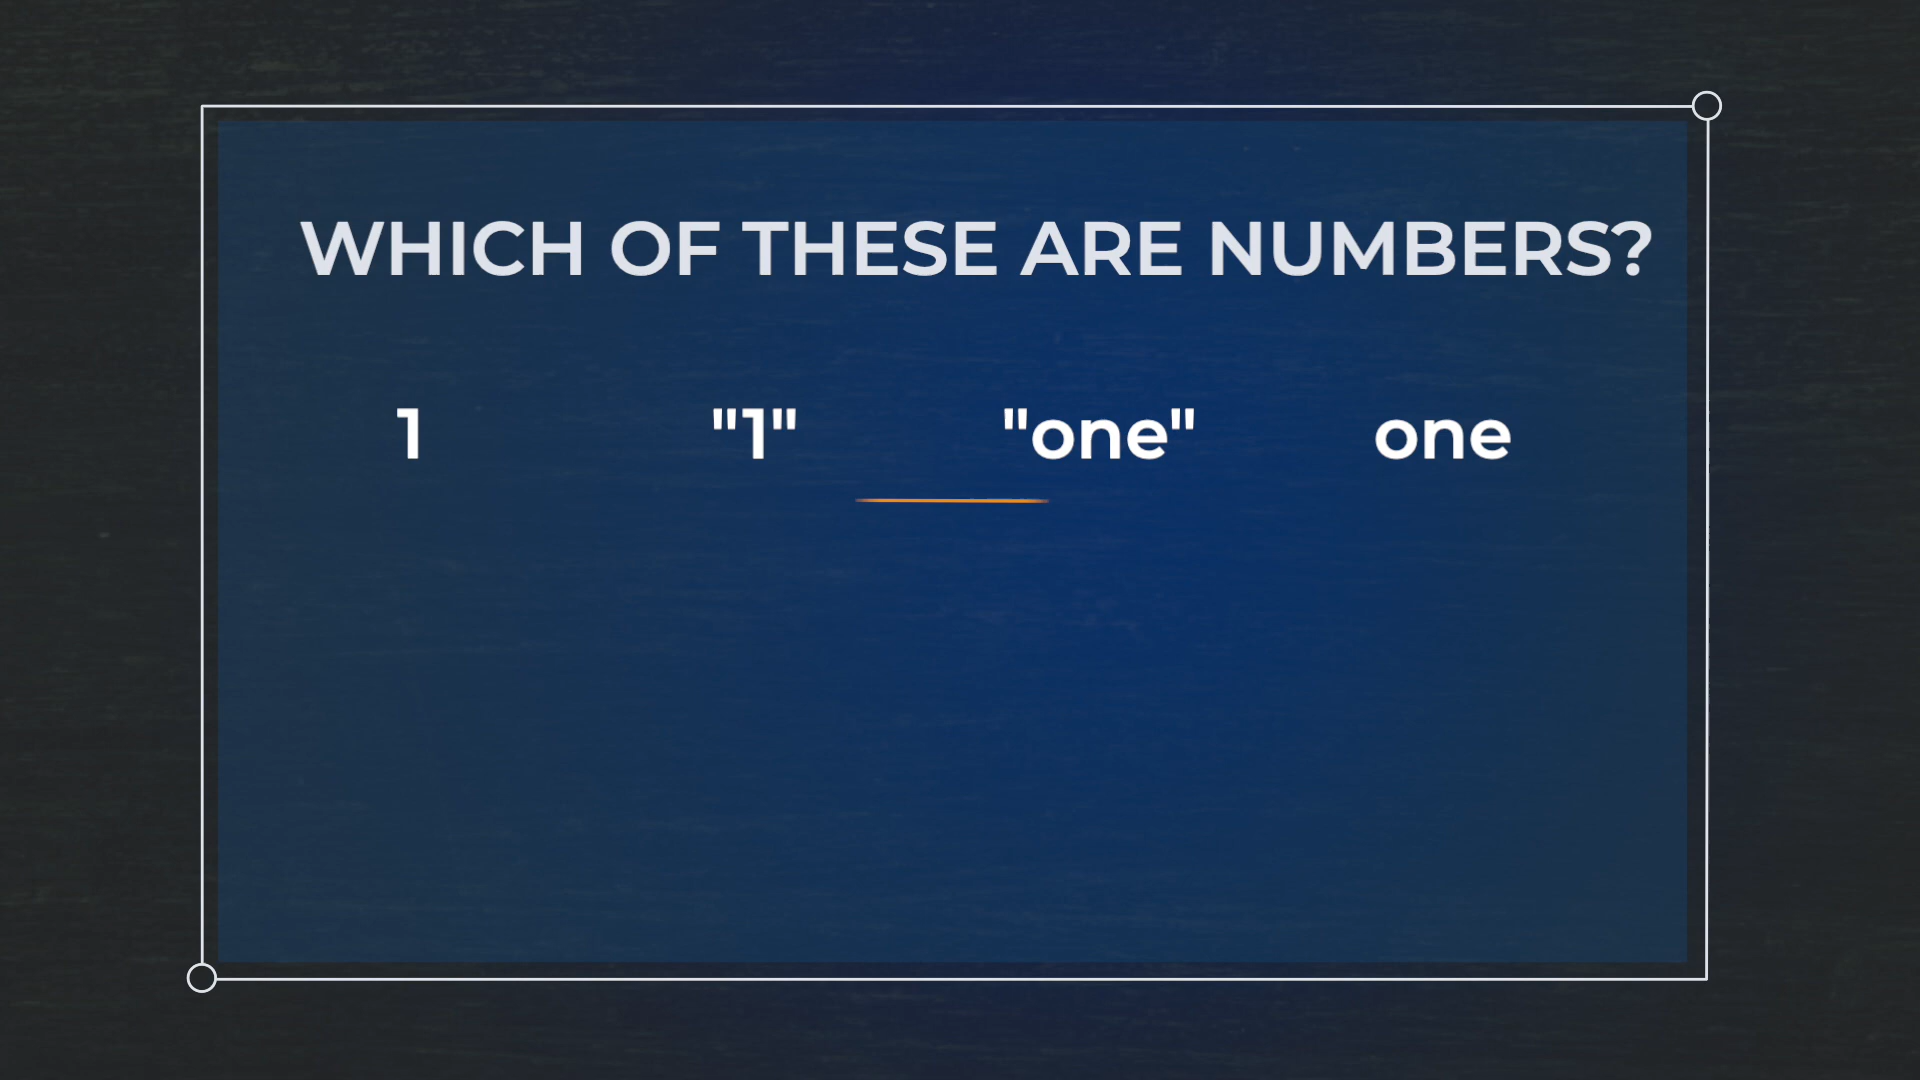 WHICH OF THESE ARE NUMBERS?
1 "1" "one" one